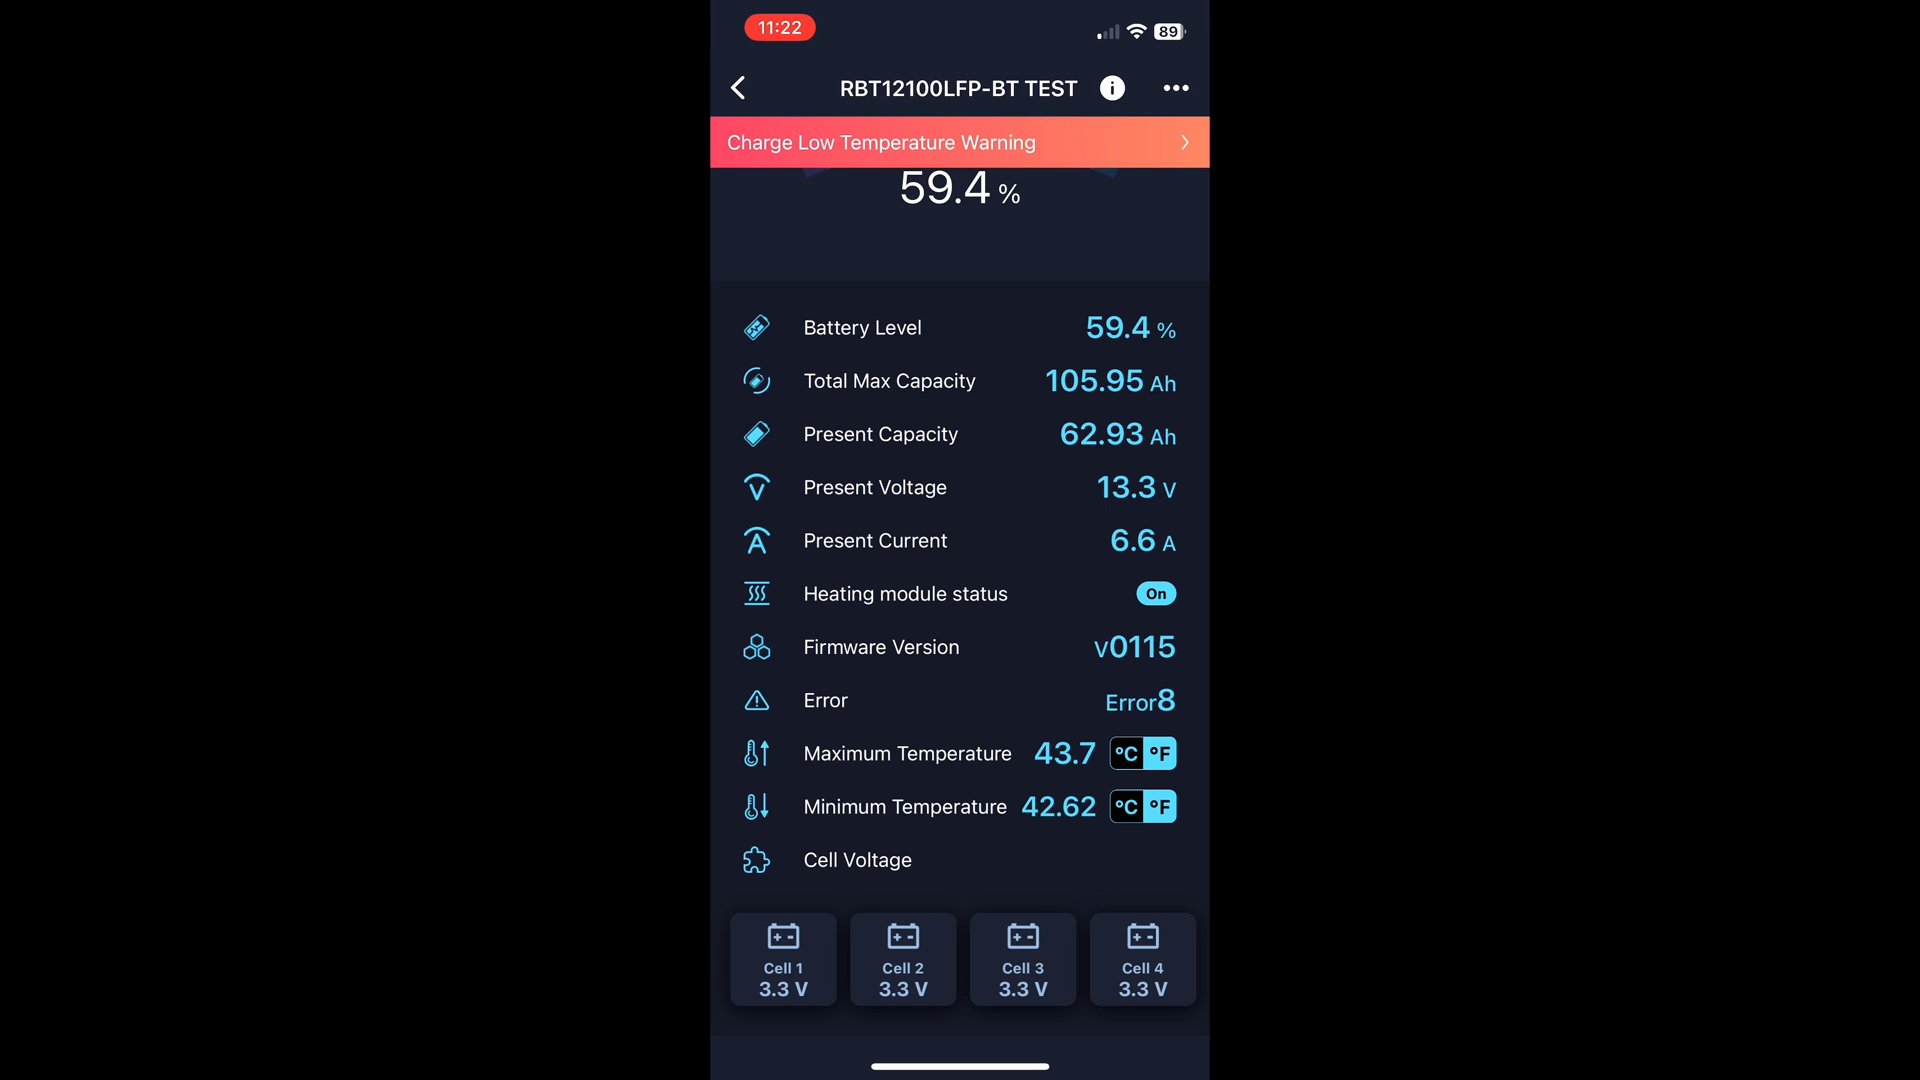 11:22
89
RBT12100LFP-BT TEST
Charge Low Temperature Warning
59.4 %
Battery Level 59.4 %
Total Max Capacity 105.95 Ah
Present Capacity 62.93 Ah
Present Voltage 13.3 V
Present Current 6.6 A
Heating module status On
Firmware Version V0115
Error Error8
Maximum Temperature 43.7 °C °F
Minimum Temperature 42.62 °C °F
Cell Voltage
Cell 1 Cell 2 Cell 3 Cell 4
3.3 V 3.3 V 3.3 V 3.3 V